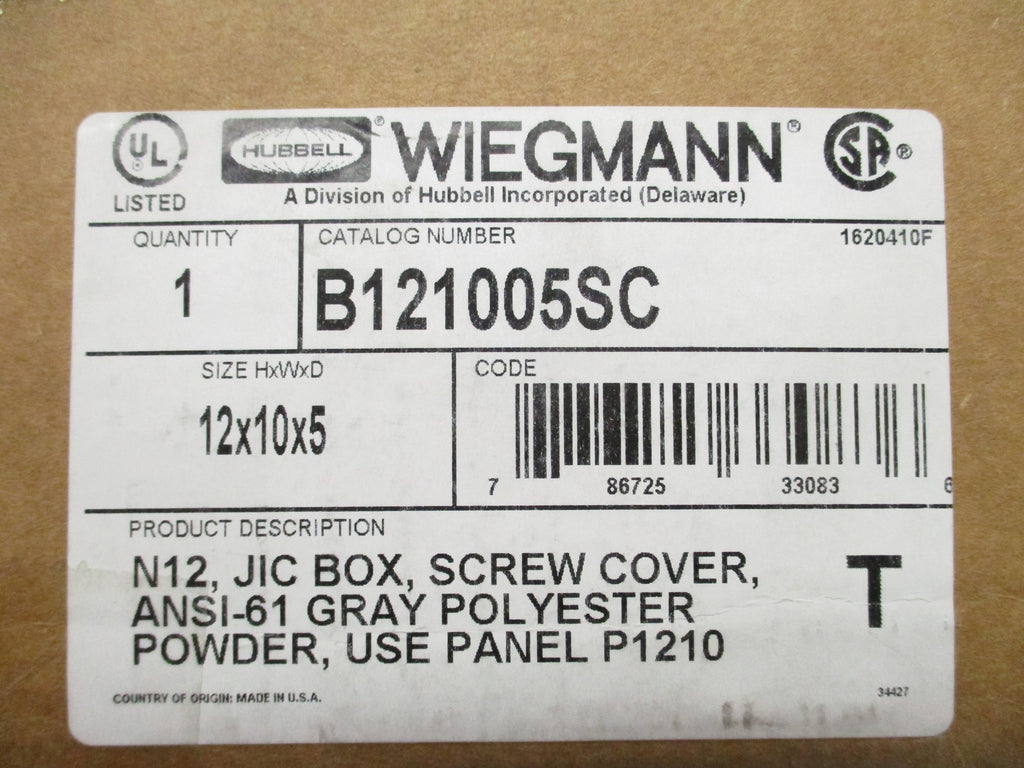 UL
LISTED
HUBBELL® WIEGMANN® SA®
A Division of Hubbell Incorporated (Delaware)
QUANTITY
1
CATALOG NUMBER 1620410F
B121005SC
SIZE HxWxD
12x10x5
CODE
7 86725 33083 6
PRODUCT DESCRIPTION
N12, JIC BOX, SCREW COVER,
ANSI-61 GRAY POLYESTER
POWDER, USE PANEL P1210
T
COUNTRY OF ORIGIN: MADE IN U.S.A.
34427